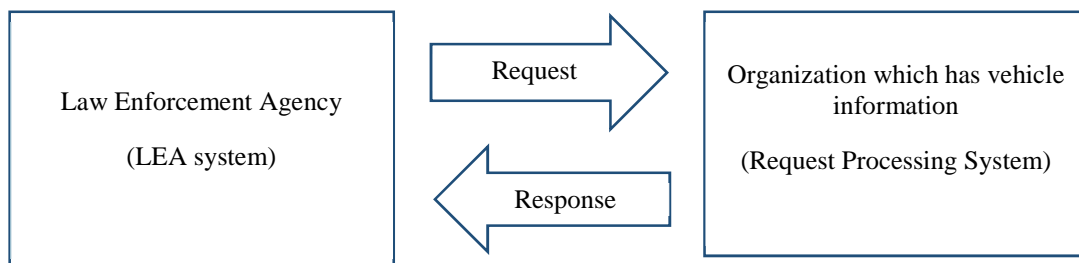 Law Enforcement Agency
(LEA system)
Request
Response
Organization which has vehicle
information
(Request Processing System)